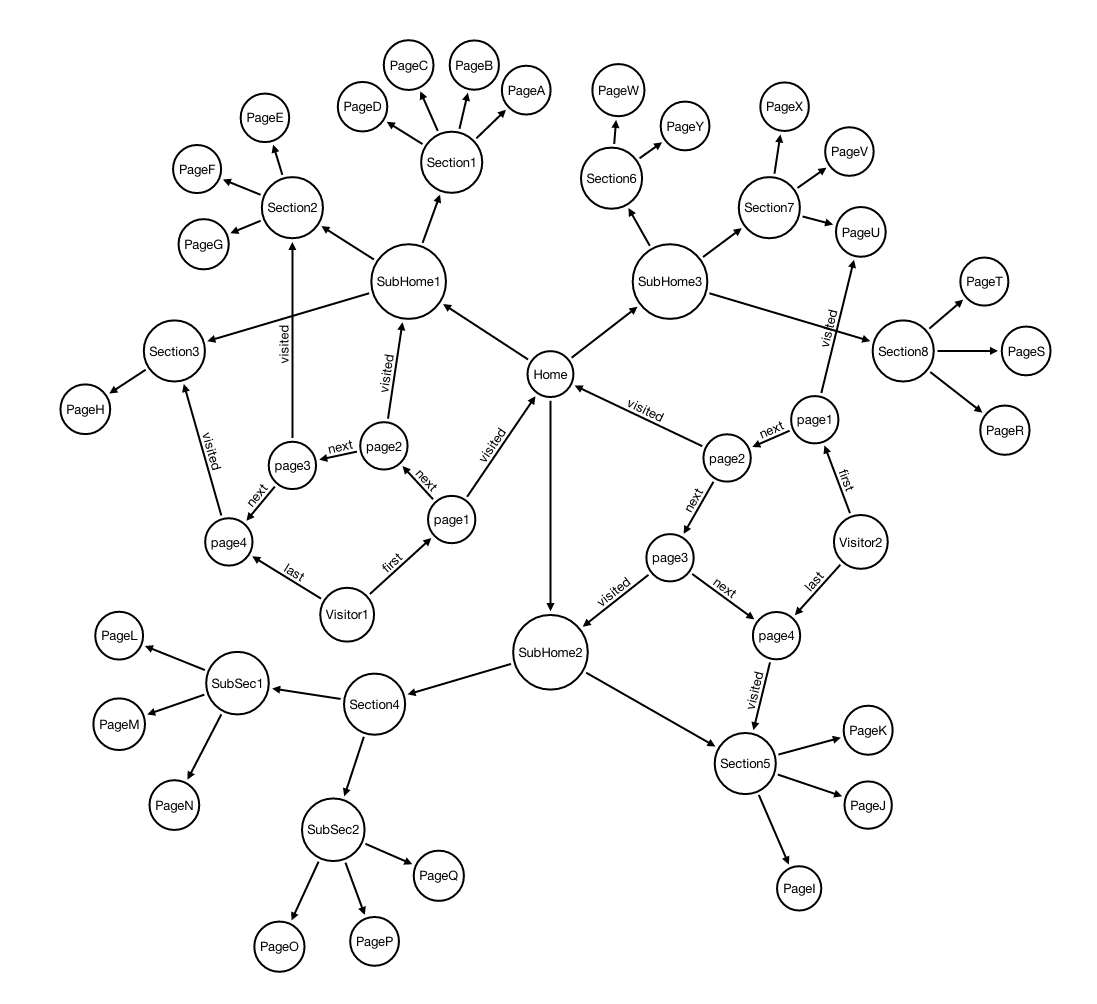 PageC
PageB
PageA
PageD
PageE
PageF
PageG
Section1
Section2
PageW
PageY
PageX
PageV
Section6
Section7
PageU
SubHome1
SubHome3
PageT
PageS
PageR
Section8
Section3
PageH
Home
visited
visited
visited
visited
visited
visited
page1
page2
page3
page4
next
next
next
page2
page3
page1
page4
next
next
next
first
last
Visitor1
first
last
Visitor2
visited
visited
SubHome2
PageL
PageM
PageN
SubSec1
Section4
SubSec2
PageQ
PageO
PageP
Section5
PageK
PageJ
PageI